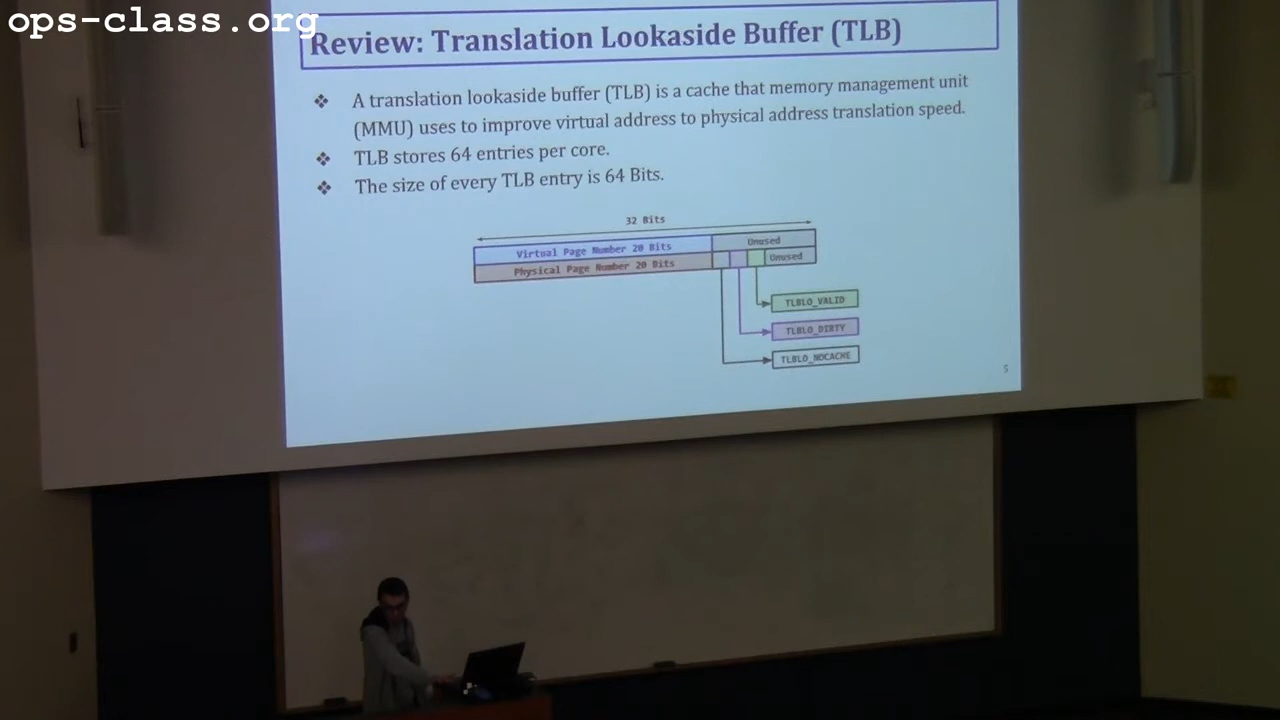 ops-class.org
Review: Translation Lookaside Buffer (TLB)
❖ A translation lookaside buffer (TLB) is a cache that memory management unit
(MMU) uses to improve virtual address to physical address translation speed.
❖ TLB stores 64 entries per core.
❖ The size of every TLB entry is 64 Bits.
32 Bits
Virtual Page Number 20 Bits
Unused
Physical Page Number 20 Bits
Unused
TLBLO_VALID
TLBLO_DIRTY
TLBLO_NOCACHE
5